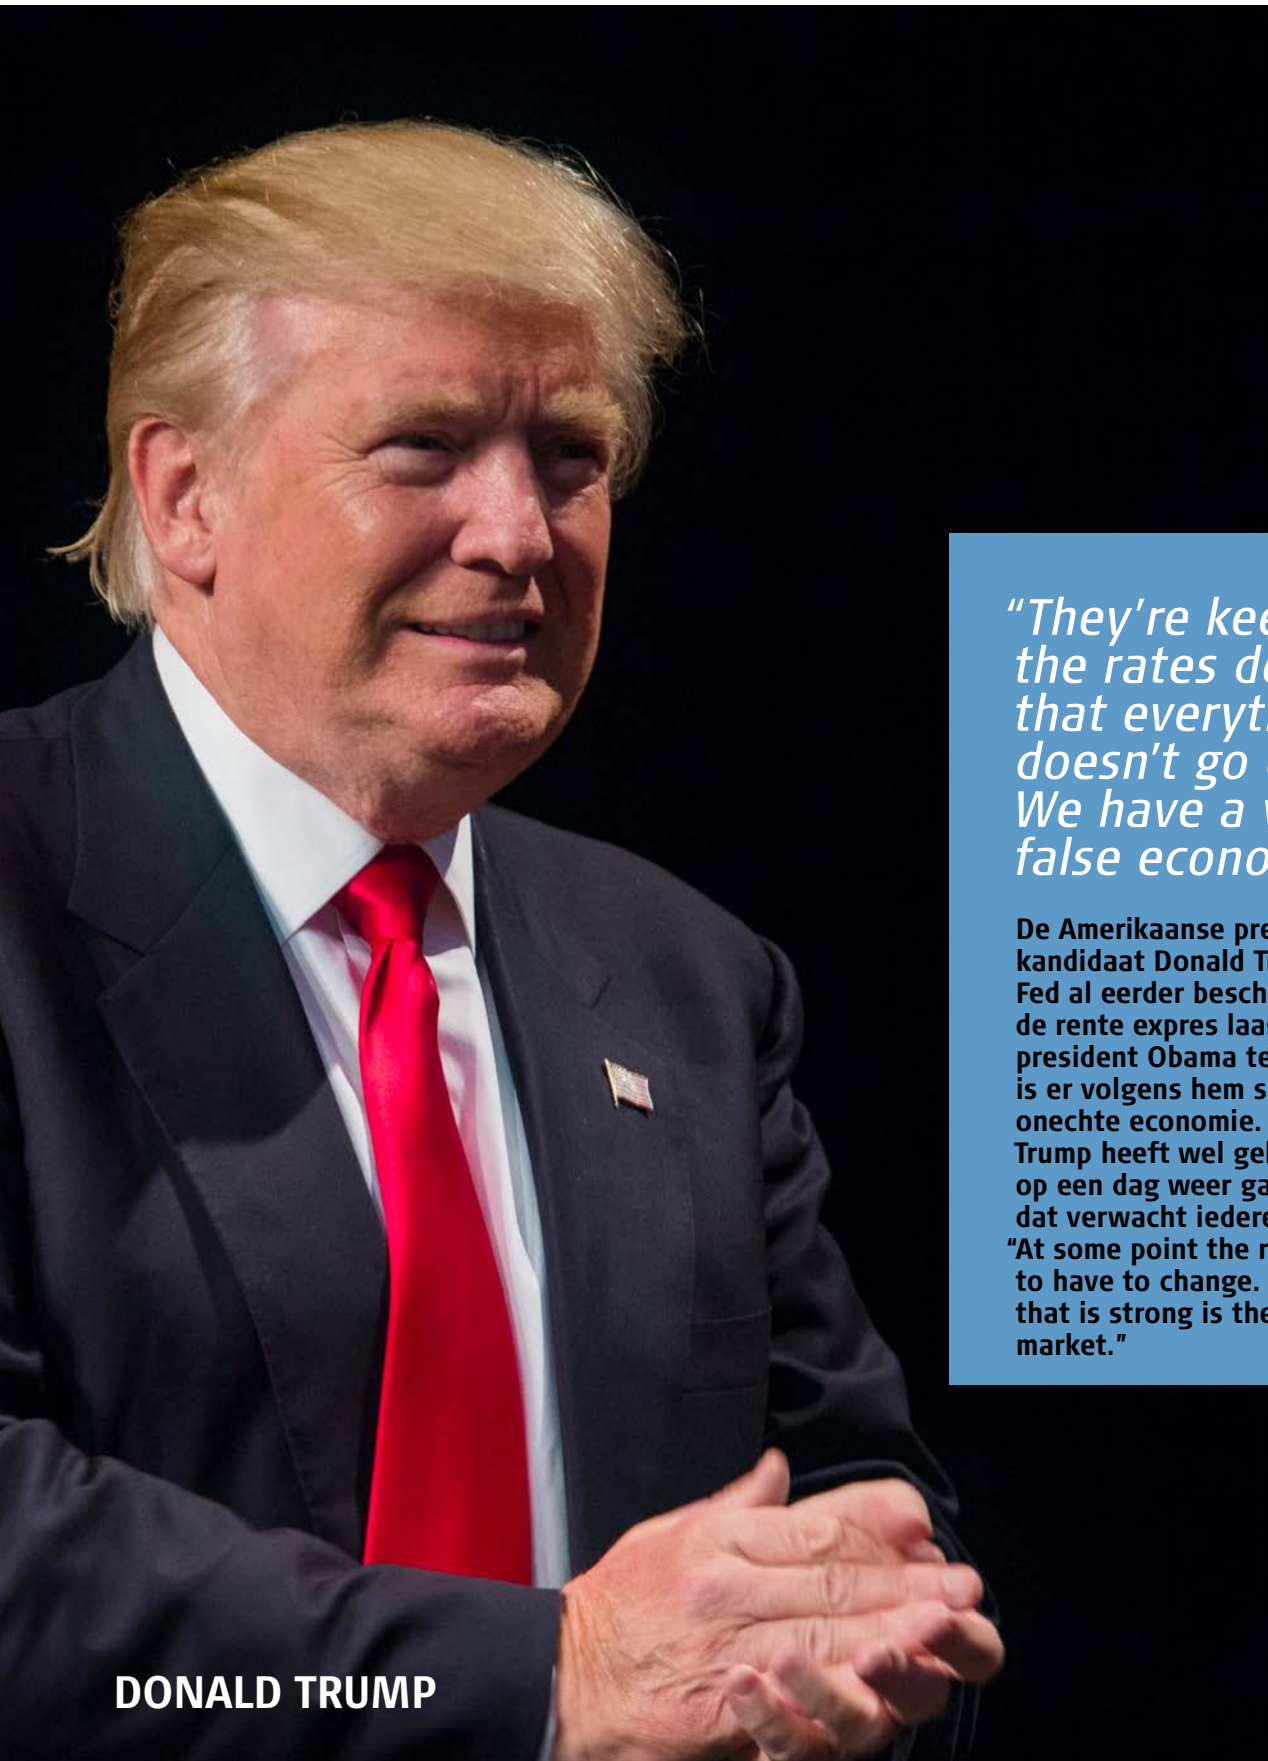 “They’re kee
the rates do
that everyt
doesn’t go
We have a
false econo
De Amerikaanse pre
kandidaat Donald T
Fed al eerder besch
de rente expres laa
president Obama te
is er volgens hem s
onechte economie.
Trump heeft wel gel
op een dag weer ga
dat verwacht iedere
“At some point the r
to have to change.
that is strong is the
market.”
DONALD TRUMP